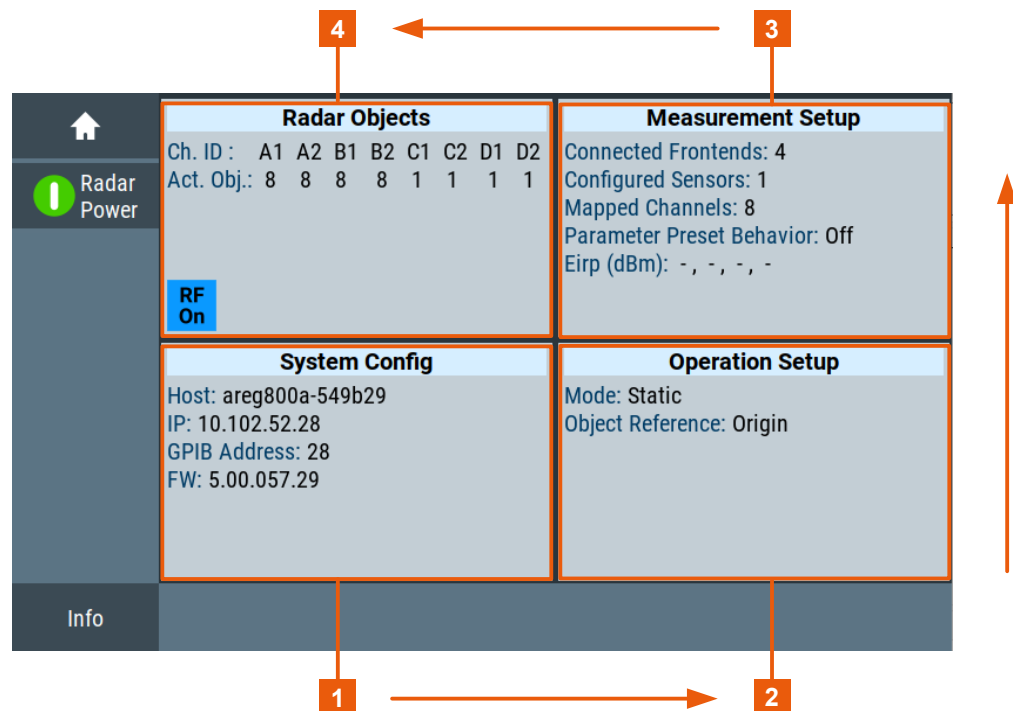 4
3
Radar Objects
Ch. ID : A1 A2 B1 B2 C1 C2 D1 D2
Act. Obj.: 8 8 8 8 1 1 1 1
RF
On
Measurement Setup
Connected Frontends: 4
Configured Sensors: 1
Mapped Channels: 8
Parameter Preset Behavior: Off
Eirp (dBm): - , - , - , -
Radar
Power
System Config
Host: areg800a-549b29
IP: 10.102.52.28
GPIB Address: 28
FW: 5.00.057.29
Operation Setup
Mode: Static
Object Reference: Origin
Info
1
2